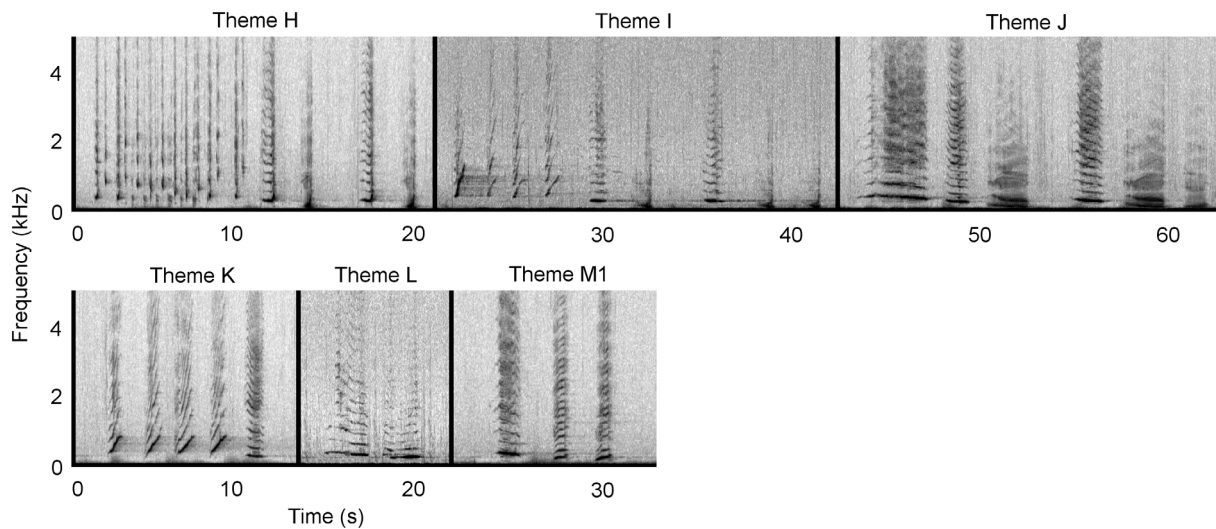 Theme H Theme I Theme J
4
2
0
0 10 20 30 40 50 60
Frequency (kHz)
Theme K Theme L Theme M1
4
2
0
0 10 20 30
Time (s)